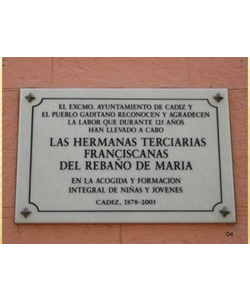 EL EXCMO. AYUNTAMIENTO DE CADIZ Y
EL PUEBLO GADITANO RECONOCEN Y AGRADECEN
LA LABOR QUE DURANTE 125 AÑOS
HAN LLEVADO A CABO
LAS HERMANAS TERCIARIAS
FRANCISCANAS
DEL REBAÑO DE MARIA
EN LA ACOGIDA Y FORMACION
INTEGRAL DE NIÑAS Y JOVENES
CADIZ, 1878-2003